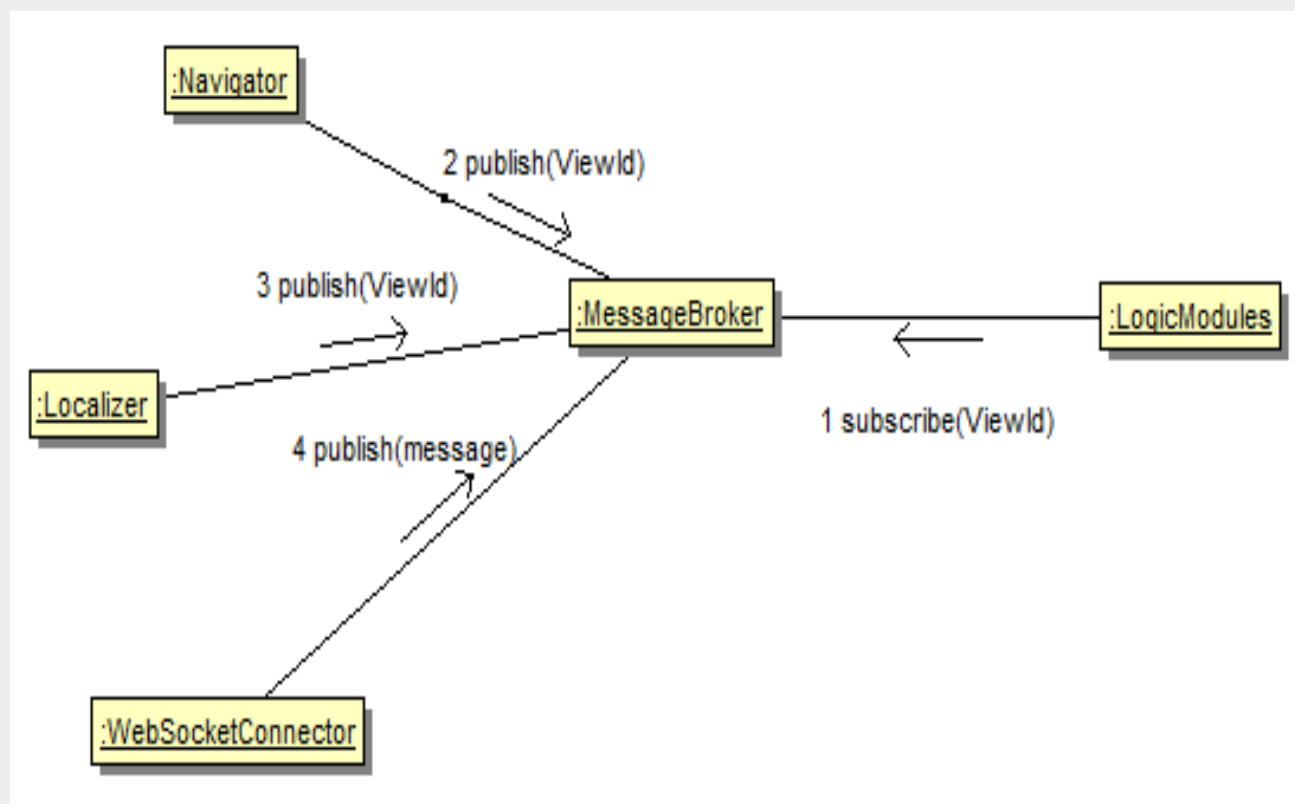 :Navigator
2 publish(ViewId)
3 publish(ViewId)
:MessageBroker
:LogicModules
:Localizer
1 subscribe(ViewId)
4 publish(message)
:WebSocketConnector